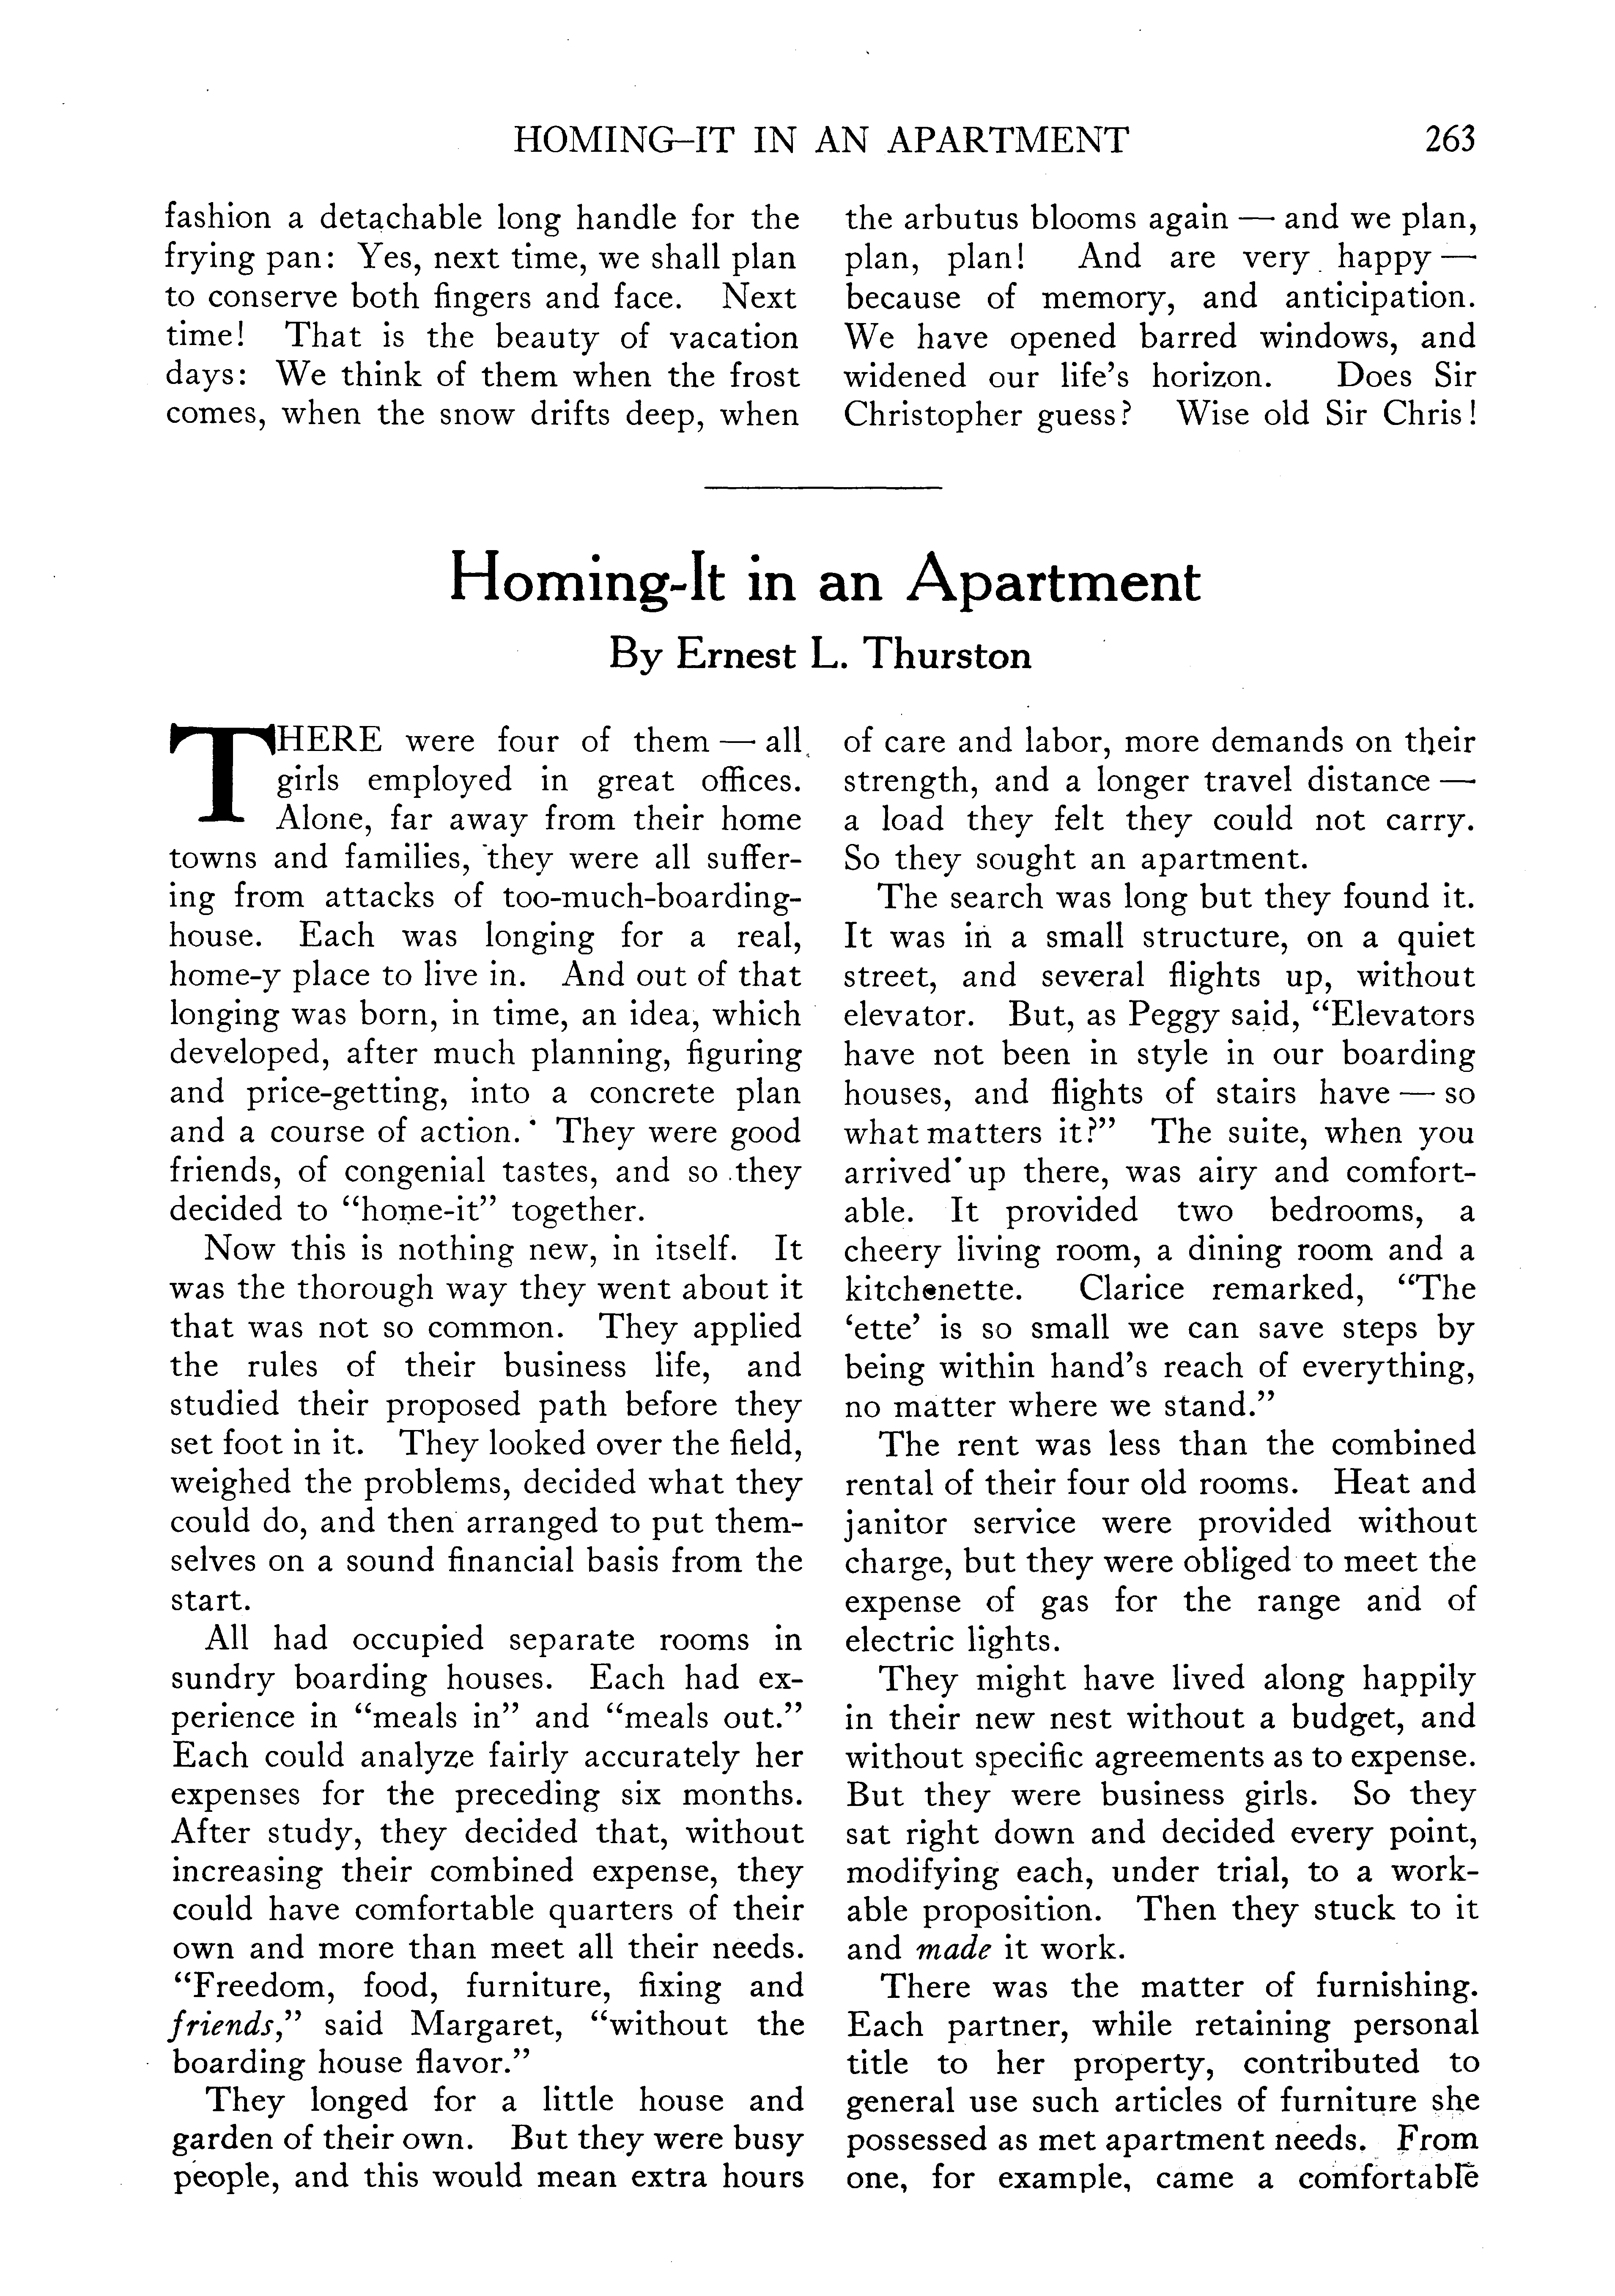 HOMING-IT IN AN APARTMENT 263
fashion a detachable long handle for the
frying pan: Yes, next time, we shall plan
to conserve both fingers and face. Next
time! That is the beauty of vacation
days: We think of them when the frost
comes, when the snow drifts deep, when
the arbutus blooms again — and we plan,
plan, plan! And are very happy —
because of memory, and anticipation.
We have opened barred windows, and
widened our life's horizon. Does Sir
Christopher guess? Wise old Sir Chris!
Homing-It in an Apartment
By Ernest L. Thurston
THERE were four of them — all
girls employed in great offices.
Alone, far away from their home
towns and families, they were all suffer-
ing from attacks of too-much-boarding-
house. Each was longing for a real,
home-y place to live in. And out of that
longing was born, in time, an idea, which
developed, after much planning, figuring
and price-getting, into a concrete plan
and a course of action. They were good
friends, of congenial tastes, and so they
decided to “home-it” together.
Now this is nothing new, in itself. It
was the thorough way they went about it
that was not so common. They applied
the rules of their business life, and
studied their proposed path before they
set foot in it. They looked over the field,
weighed the problems, decided what they
could do, and then arranged to put them-
selves on a sound financial basis from the
start.
All had occupied separate rooms in
sundry boarding houses. Each had ex-
perience in “meals in” and “meals out.”
Each could analyze fairly accurately her
expenses for the preceding six months.
After study, they decided that, without
increasing their combined expense, they
could have comfortable quarters of their
own and more than meet all their needs.
“Freedom, food, furniture, fixing and
friends,” said Margaret, “without the
boarding house flavor.”
They longed for a little house and
garden of their own. But they were busy
people, and this would mean extra hours
of care and labor, more demands on their
strength, and a longer travel distance —
a load they felt they could not carry.
So they sought an apartment.
The search was long but they found it.
It was in a small structure, on a quiet
street, and several flights up, without
elevator. But, as Peggy said, “Elevators
have not been in style in our boarding
houses, and flights of stairs have — so
what matters it?” The suite, when you
arrived up there, was airy and comfort-
able. It provided two bedrooms, a
cheery living room, a dining room and a
kitchenette. Clarice remarked, “The
‘ette’ is so small we can save steps by
being within hand's reach of everything,
no matter where we stand.”
The rent was less than the combined
rental of their four old rooms. Heat and
janitor service were provided without
charge, but they were obliged to meet the
expense of gas for the range and of
electric lights.
They might have lived along happily
in their new nest without a budget, and
without specific agreements as to expense.
But they were business girls. So they
sat right down and decided every point,
modifying each, under trial, to a work-
able proposition. Then they stuck to it
and made it work.
There was the matter of furnishing.
Each partner, while retaining personal
title to her property, contributed to
general use such articles of furniture she
possessed as met apartment needs. From
one, for example, came a comfortable